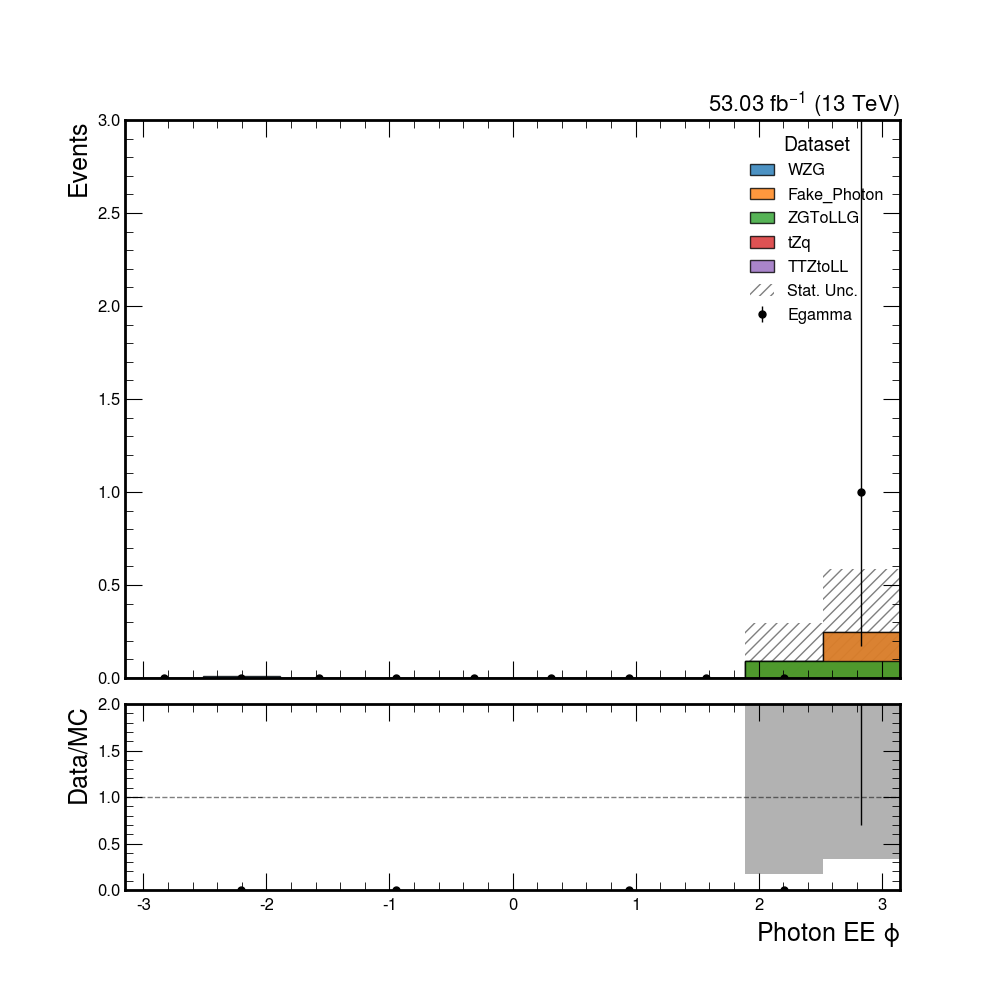 53.03 fb⁻¹ (13 TeV)
Events
3.0
2.5
2.0
1.5
1.0
0.5
0.0
Dataset
WZG
Fake_Photon
ZGToLLG
tZq
TTZtoLL
Stat. Unc.
Egamma
Data/MC
2.0
1.5
1.0
0.5
0.0
-3 -2 -1 0 1 2 3
Photon EE ϕ